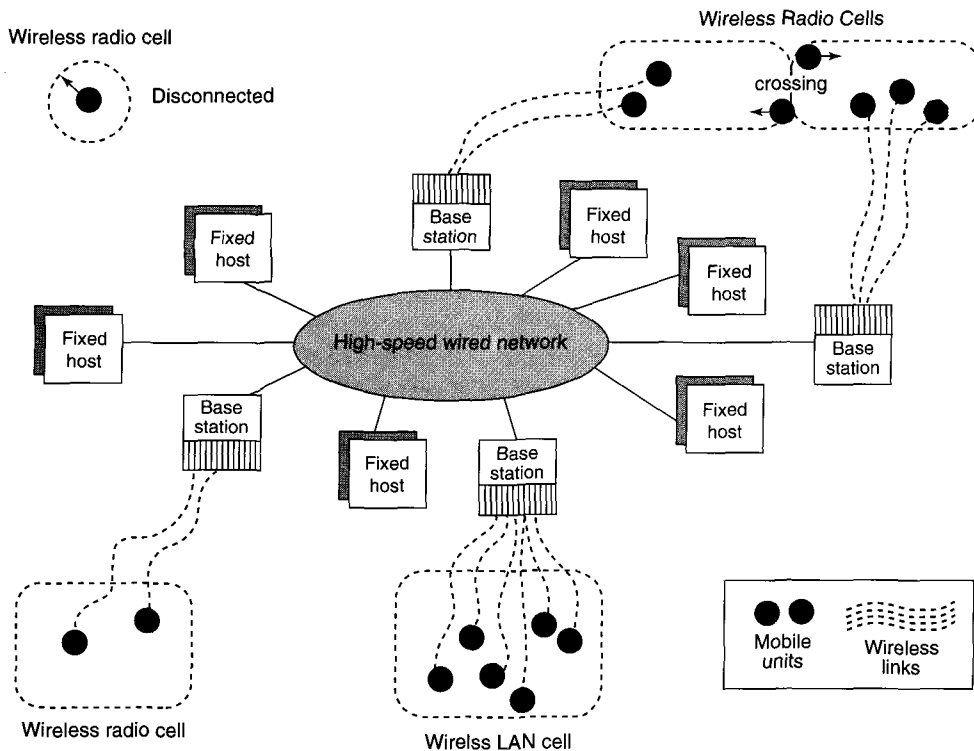 Wireless Radio Cells
Wireless radio cell
Disconnected
crossing
Base
station
Fixed
host
Fixed
host
Fixed
host
Fixed
host
High-speed wired network
Base
station
Base
station
Fixed
host
Fixed
host
Base
station
Mobile
units
Wireless
links
Wireless radio cell
Wirelss LAN cell